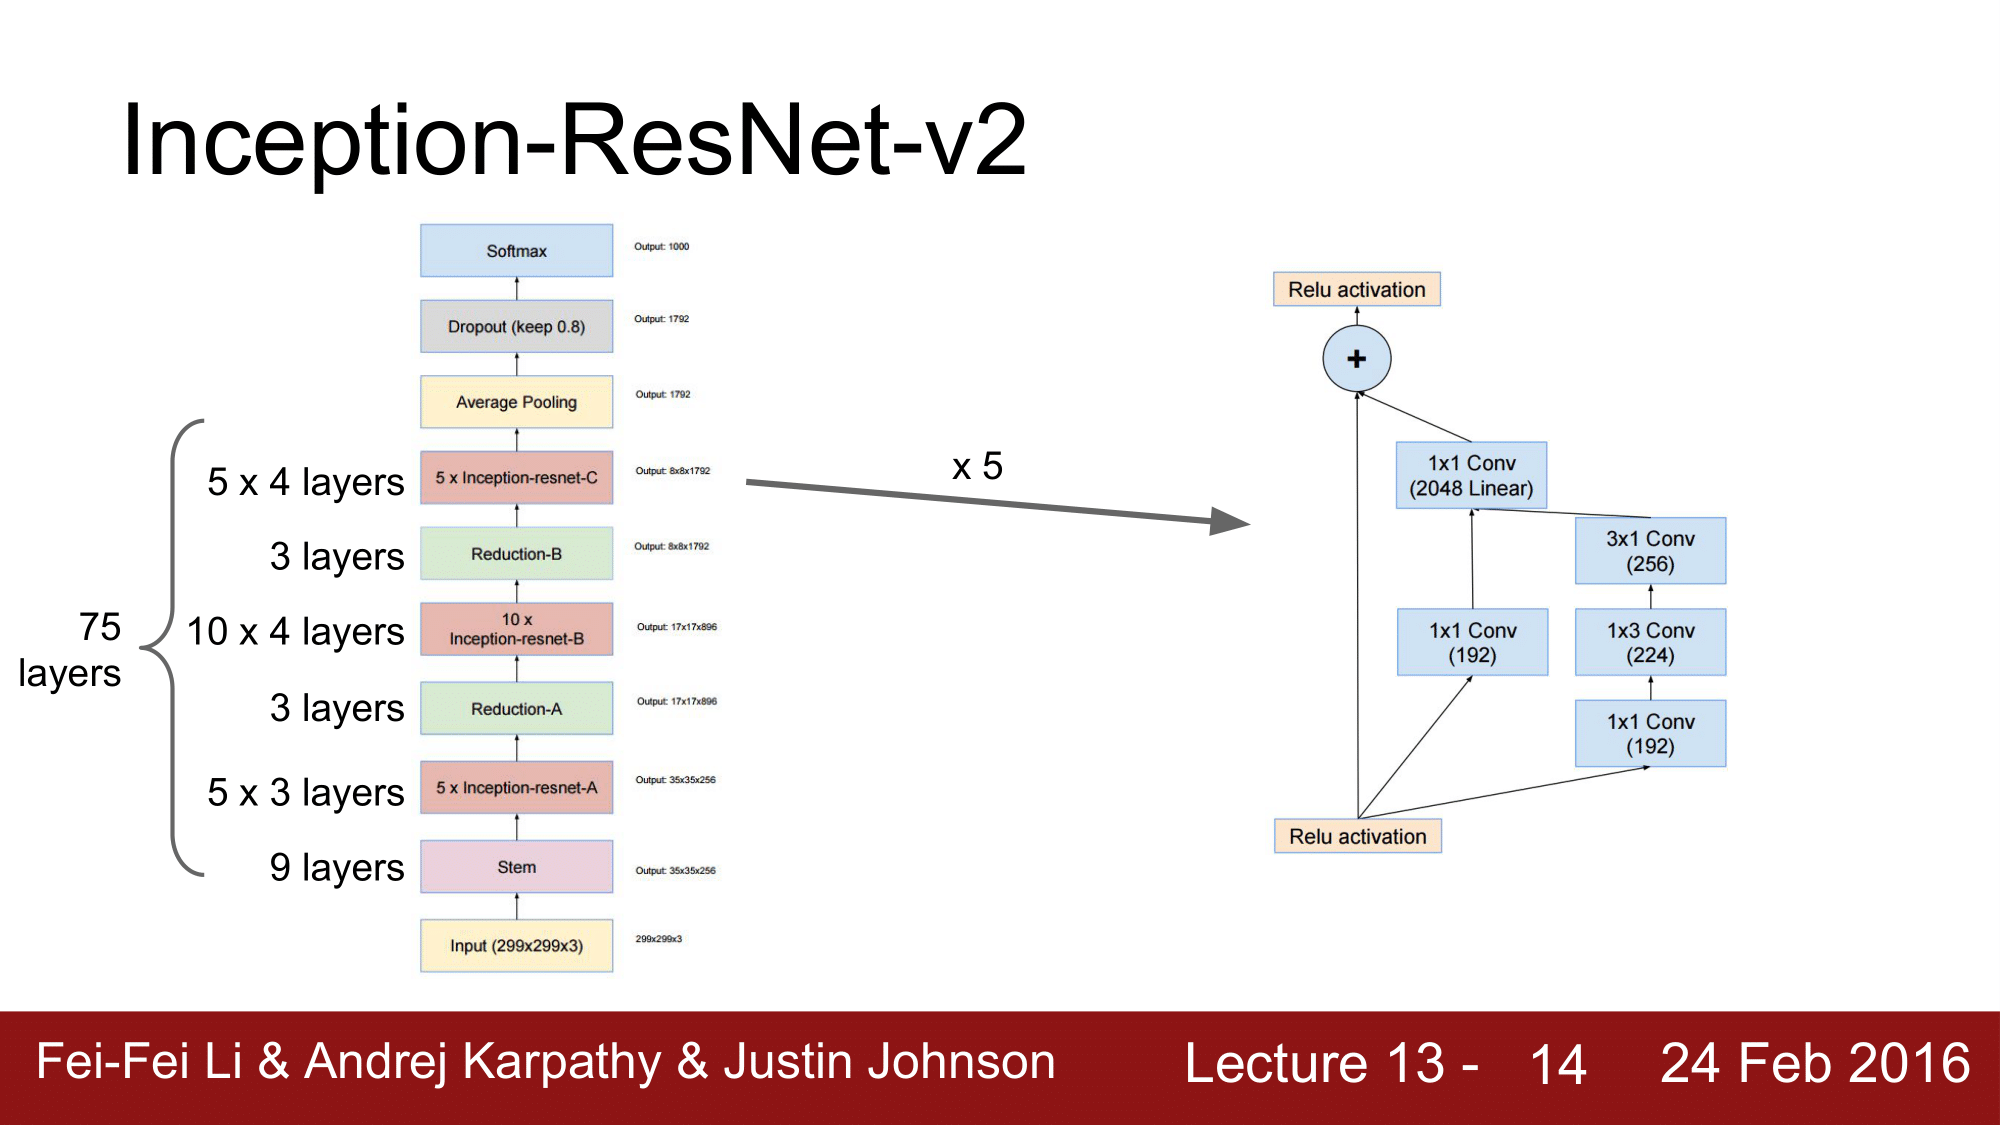 Inception-ResNet-v2
Softmax
Output: 1000
Dropout (keep 0.8)
Output: 1792
Average Pooling
Output: 1792
5 x 4 layers
5 x Inception-resnet-C
Output: 8x8x1792
3 layers
Reduction-B
Output: 8x8x1792
10 x 4 layers
10 x
Inception-resnet-B
Output: 17x17x896
3 layers
Reduction-A
Output: 17x17x896
5 x 3 layers
5 x Inception-resnet-A
Output: 35x35x256
9 layers
Stem
Output: 35x35x256
Input (299x299x3)
299x299x3
75
layers
x 5
Relu activation
+
1x1 Conv
(2048 Linear)
3x1 Conv
(256)
1x1 Conv
(192)
1x3 Conv
(224)
1x1 Conv
(192)
Relu activation
Fei-Fei Li & Andrej Karpathy & Justin Johnson
Lecture 13 - 14
24 Feb 2016